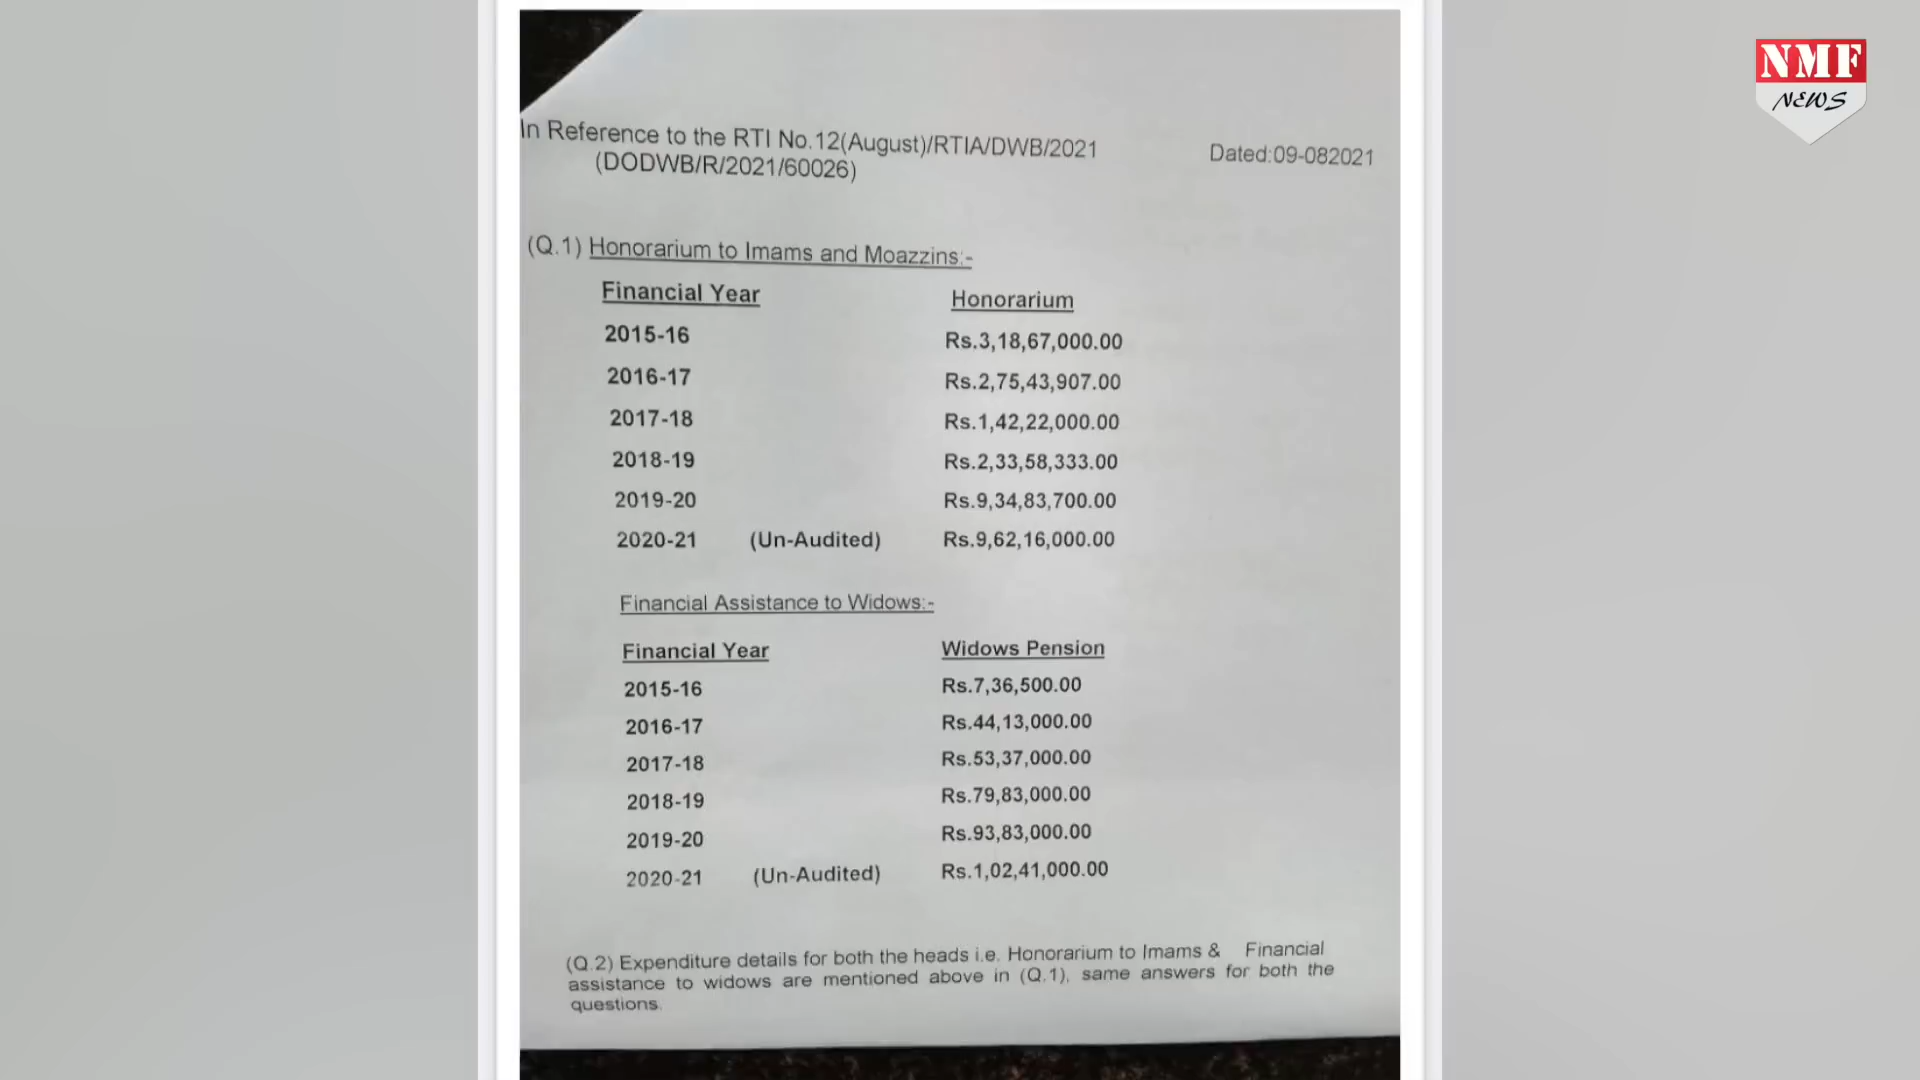 NMF
NEWS
In Reference to the RTI No.12(August)/RTIA/DWB/2021
(DODWB/R/2021/60026)
Dated:09-082021
(Q.1) Honorarium to Imams and Moazzins:-
Financial Year Honorarium
2015-16 Rs.3,18,67,000.00
2016-17 Rs.2,75,43,907.00
2017-18 Rs.1,42,22,000.00
2018-19 Rs.2,33,58,333.00
2019-20 Rs.9,34,83,700.00
2020-21 (Un-Audited) Rs.9,62,16,000.00
Financial Assistance to Widows:-
Financial Year Widows Pension
2015-16 Rs.7,36,500.00
2016-17 Rs.44,13,000.00
2017-18 Rs.53,37,000.00
2018-19 Rs.79,83,000.00
2019-20 Rs.93,83,000.00
2020-21 (Un-Audited) Rs.1,02,41,000.00
(Q.2) Expenditure details for both the heads i.e. Honorarium to Imams & Financial
assistance to widows are mentioned above in (Q.1), same answers for both the
questions.